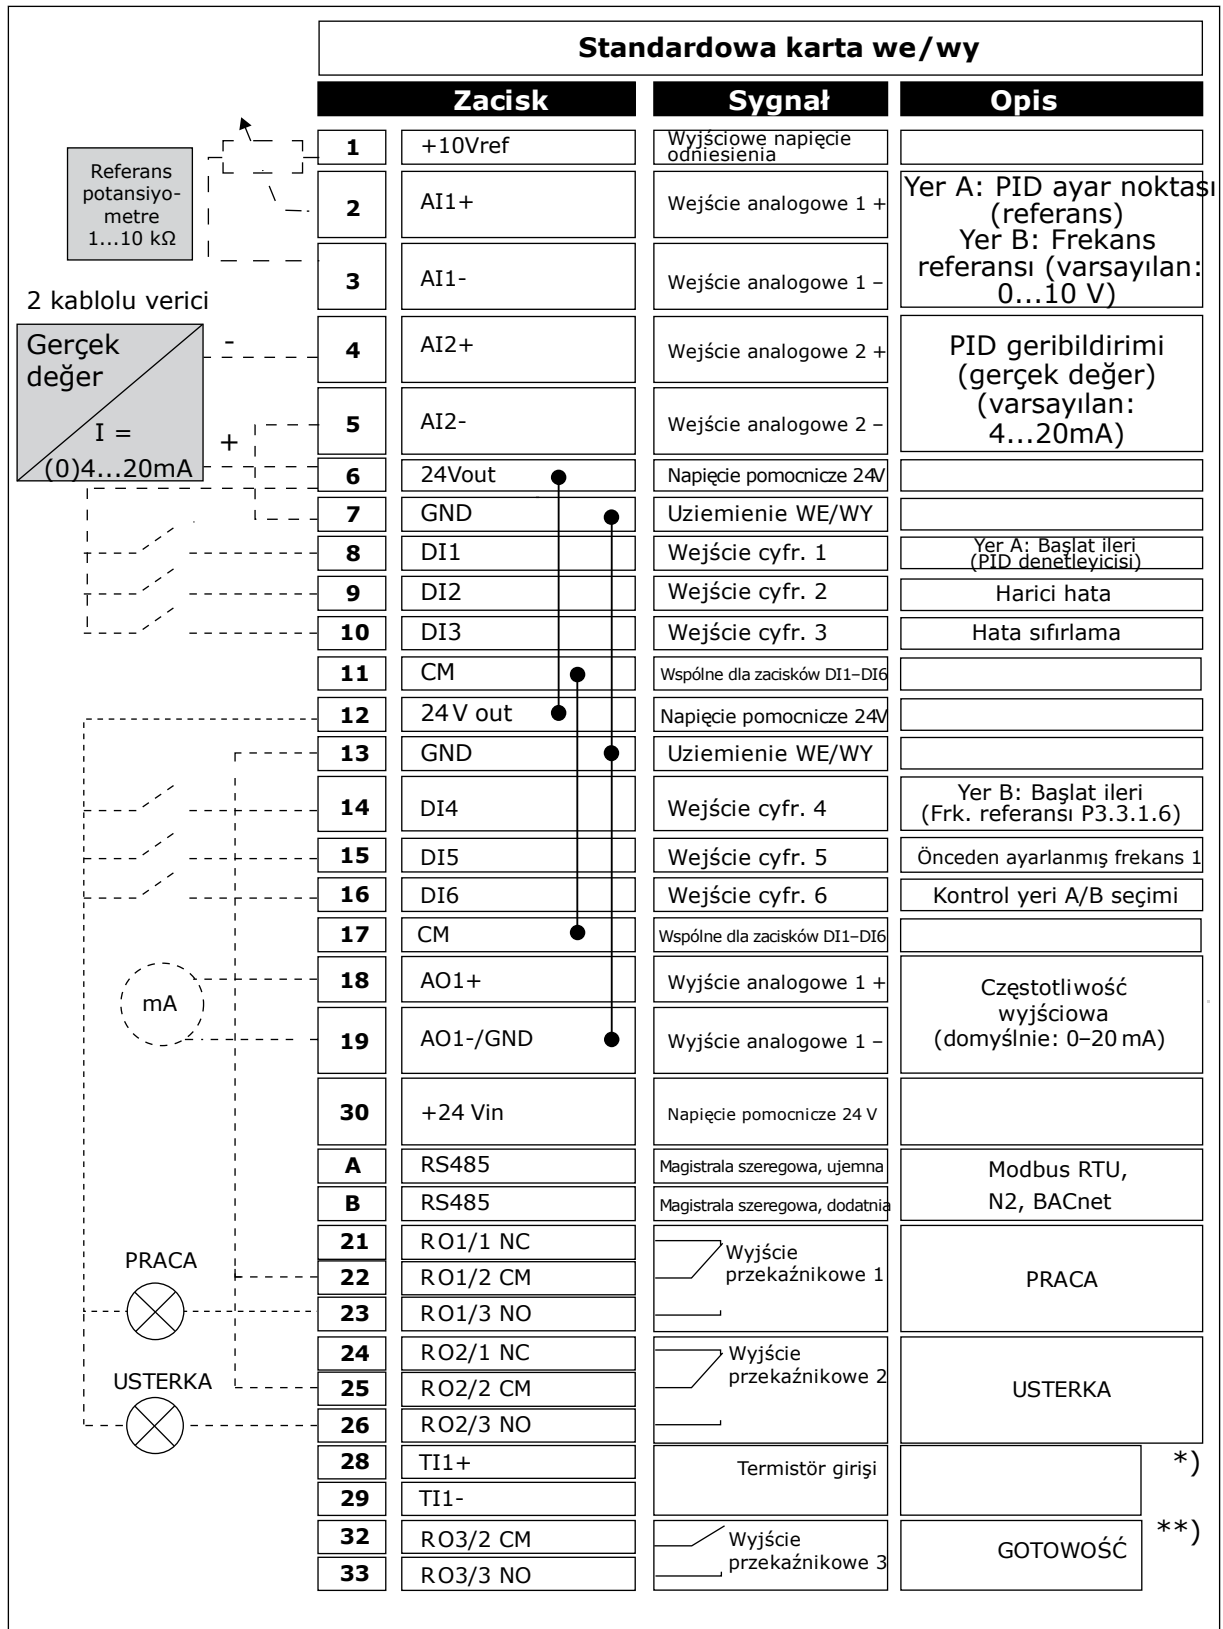 Standardowa karta we/wy
Zacisk Sygnał Opis
1 +10Vref Wyjściowe napięcie
odniesienia
Referans
potansiyo-
metre
1...10 kΩ
2 AI1+ Wejście analogowe 1 +
3 AI1- Wejście analogowe 1 –
Yer A: PID ayar noktası
(referans)
Yer B: Frekans
referansı (varsayılan:
0...10 V)
2 kablolu verici
Gerçek
değer
I =
(0)4...20mA
-
+
4 AI2+ Wejście analogowe 2 +
5 AI2- Wejście analogowe 2 –
PID geribildirimi
(gerçek değer)
(varsayılan:
4...20mA)
6 24Vout Napięcie pomocnicze 24V
7 GND Uziemienie WE/WY
8 DI1 Wejście cyfr. 1 Yer A: Başlat ileri
(PID denetleyicisi)
9 DI2 Wejście cyfr. 2 Harici hata
10 DI3 Wejście cyfr. 3 Hata sıfırlama
11 CM Wspólne dla zacisków DI1–DI6
12 24V out Napięcie pomocnicze 24V
13 GND Uziemienie WE/WY
14 DI4 Wejście cyfr. 4 Yer B: Başlat ileri
(Frk. referansı P3.3.1.6)
15 DI5 Wejście cyfr. 5 Önceden ayarlanmış frekans 1
16 DI6 Wejście cyfr. 6 Kontrol yeri A/B seçimi
17 CM Wspólne dla zacisków DI1–DI6
mA
18 AO1+ Wyjście analogowe 1 +
19 AO1-/GND Wyjście analogowe 1 –
Częstotliwość
wyjściowa
(domyślnie: 0–20 mA)
30 +24 Vin Napięcie pomocnicze 24 V
A RS485 Magistrala szeregowa, ujemna
B RS485 Magistrala szeregowa, dodatnia
Modbus RTU,
N2, BACnet
PRACA
21 RO1/1 NC
22 RO1/2 CM
23 RO1/3 NO
Wyjście
przekaźnikowe 1
PRACA
USTERKA
24 RO2/1 NC
25 RO2/2 CM
26 RO2/3 NO
Wyjście
przekaźnikowe 2
USTERKA
28 TI1+ Termistör girişi *)
29 TI1-
32 RO3/2 CM
33 RO3/3 NO
Wyjście
przekaźnikowe 3
GOTOWOŚĆ **)